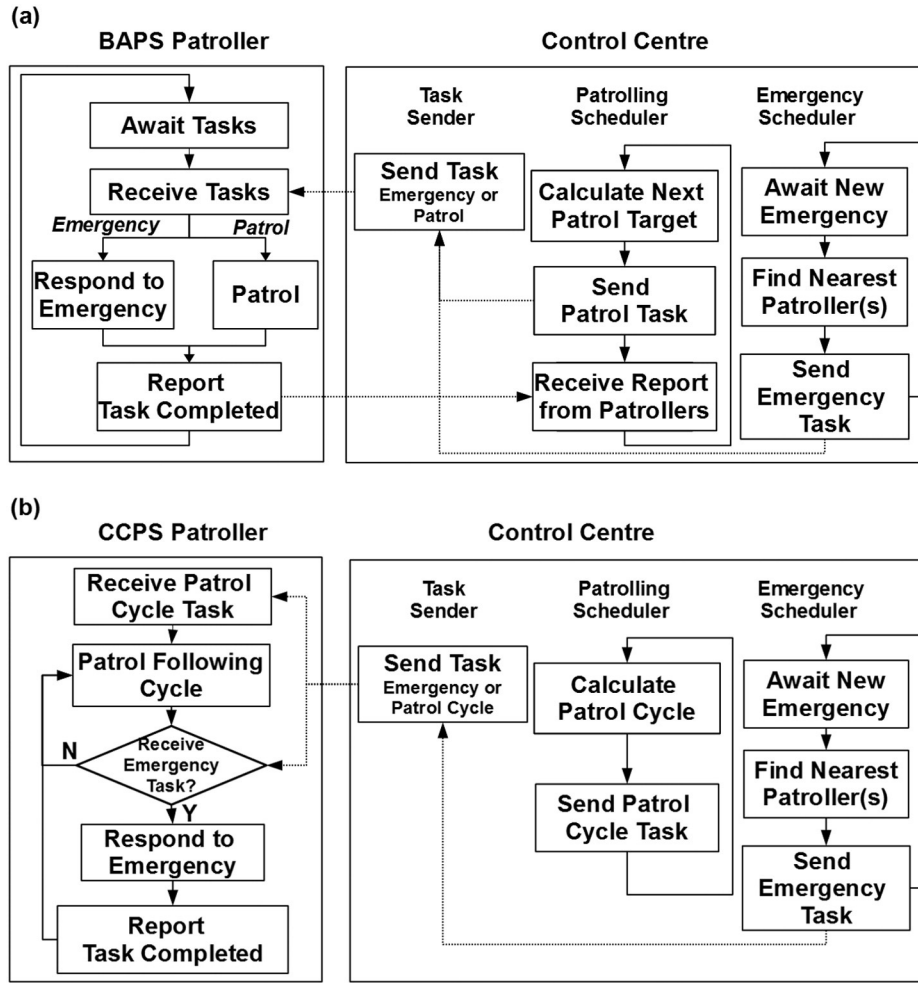 (a)
BAPS Patroller
Control Centre
Await Tasks
Receive Tasks
Emergency
Patrol
Respond to
Emergency
Patrol
Report
Task Completed
Task
Sender
Send Task
Emergency or
Patrol
Patrolling
Scheduler
Calculate Next
Patrol Target
Send
Patrol Task
Receive Report
from Patrollers
Emergency
Scheduler
Await New
Emergency
Find Nearest
Patroller(s)
Send
Emergency
Task
(b)
CCPS Patroller
Control Centre
Receive Patrol
Cycle Task
Patrol Following
Cycle
N
Receive
Emergency
Task?
Y
Respond to
Emergency
Report
Task Completed
Task
Sender
Send Task
Emergency or
Patrol Cycle
Patrolling
Scheduler
Calculate
Patrol Cycle
Send Patrol
Cycle Task
Emergency
Scheduler
Await New
Emergency
Find Nearest
Patroller(s)
Send
Emergency
Task